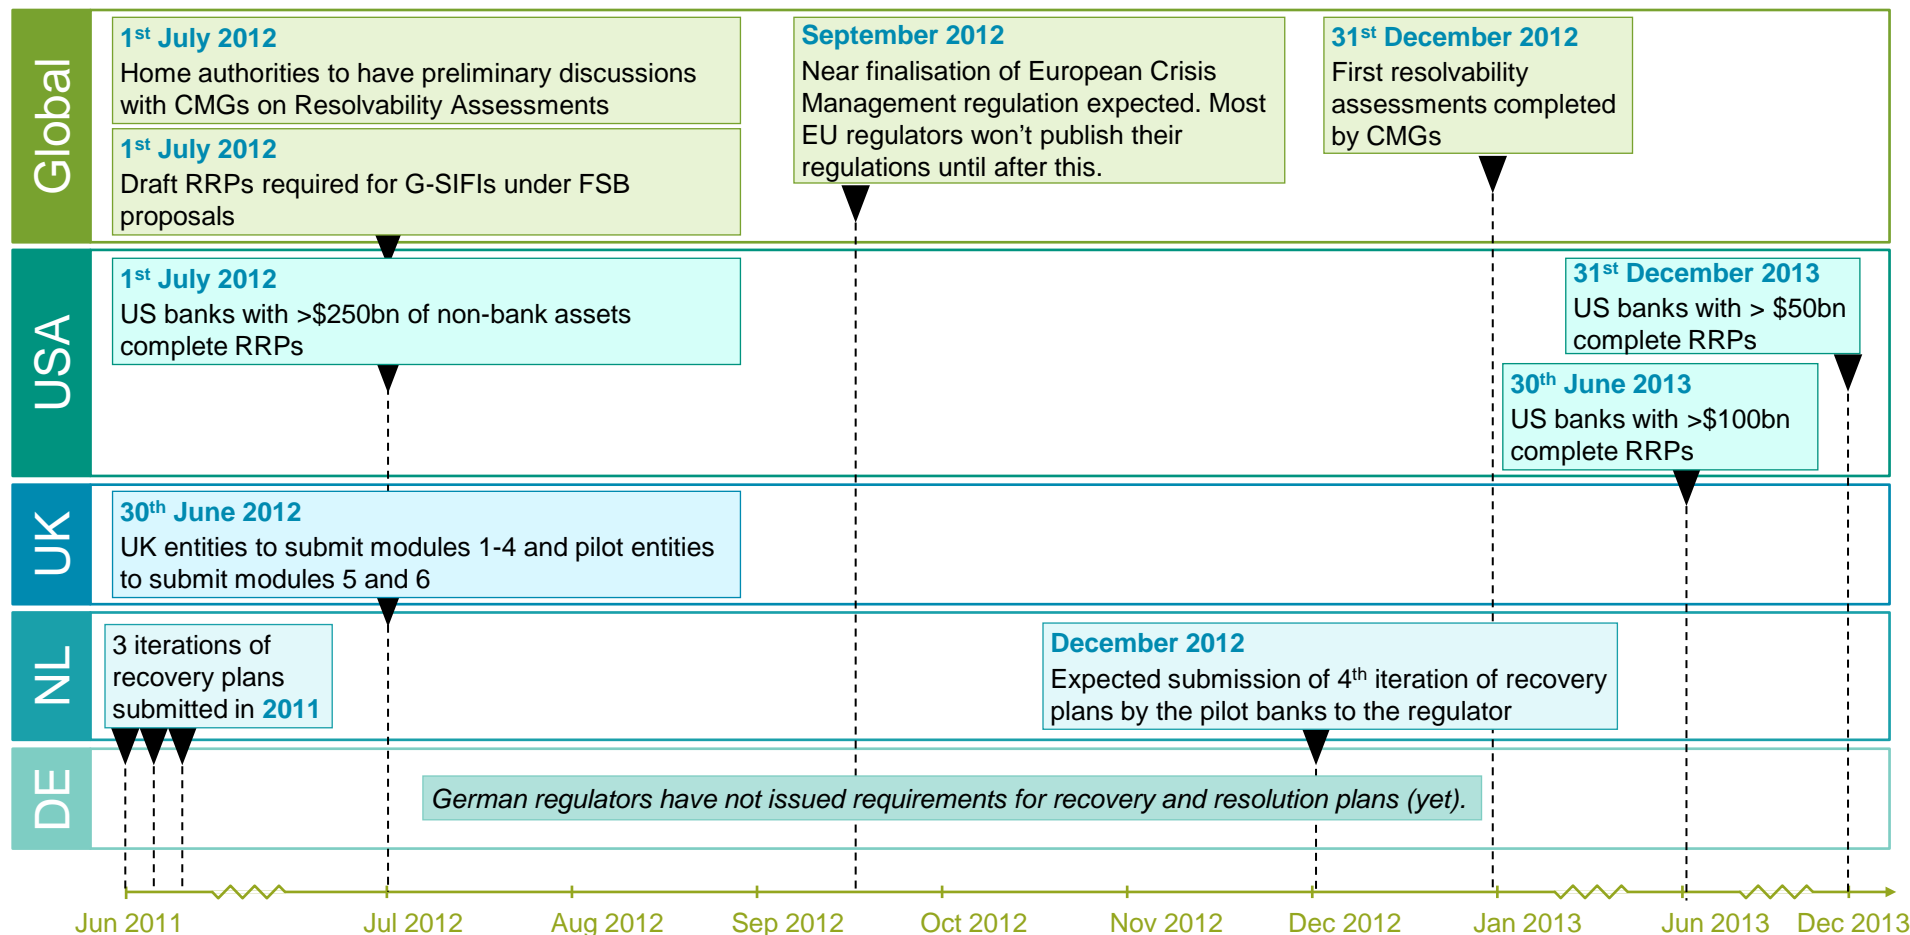 Global
1st July 2012
Home authorities to have preliminary discussions
with CMGs on Resolvability Assessments
1st July 2012
Draft RRPs required for G-SIFIs under FSB
proposals
September 2012
Near finalisation of European Crisis
Management regulation expected. Most
EU regulators won’t publish their
regulations until after this.
31st December 2012
First resolvability
assessments completed
by CMGs
USA
1st July 2012
US banks with >$250bn of non-bank assets
complete RRPs
31st December 2013
US banks with > $50bn
complete RRPs
30th June 2013
US banks with >$100bn
complete RRPs
UK
30th June 2012
UK entities to submit modules 1-4 and pilot entities
to submit modules 5 and 6
NL
3 iterations of
recovery plans
submitted in 2011
December 2012
Expected submission of 4th iteration of recovery
plans by the pilot banks to the regulator
DE
German regulators have not issued requirements for recovery and resolution plans (yet).
Jun 2011
Jul 2012
Aug 2012
Sep 2012
Oct 2012
Nov 2012
Dec 2012
Jan 2013
Jun 2013
Dec 2013